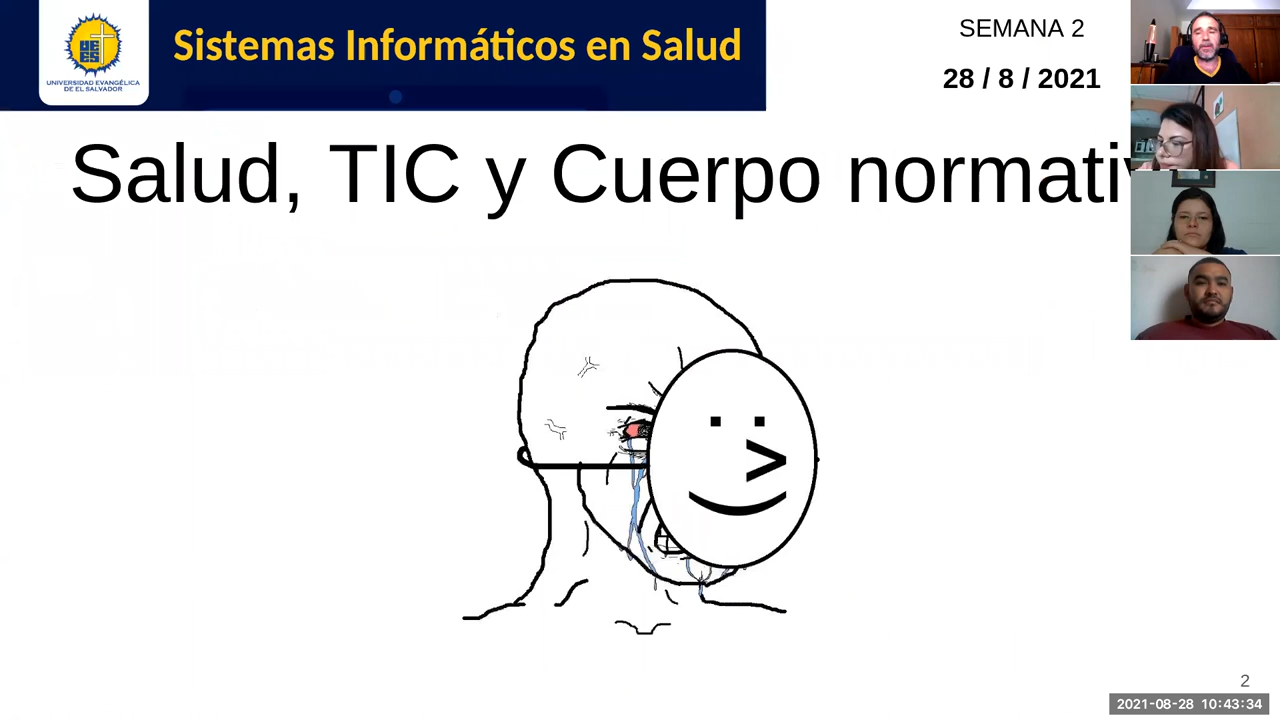 Sistemas Informáticos en Salud
UNIVERSIDAD EVANGÉLICA
DE EL SALVADOR
SEMANA 2
28 / 8 / 2021
Salud, TIC y Cuerpo normativ
2
2021-08-28 10:43:34